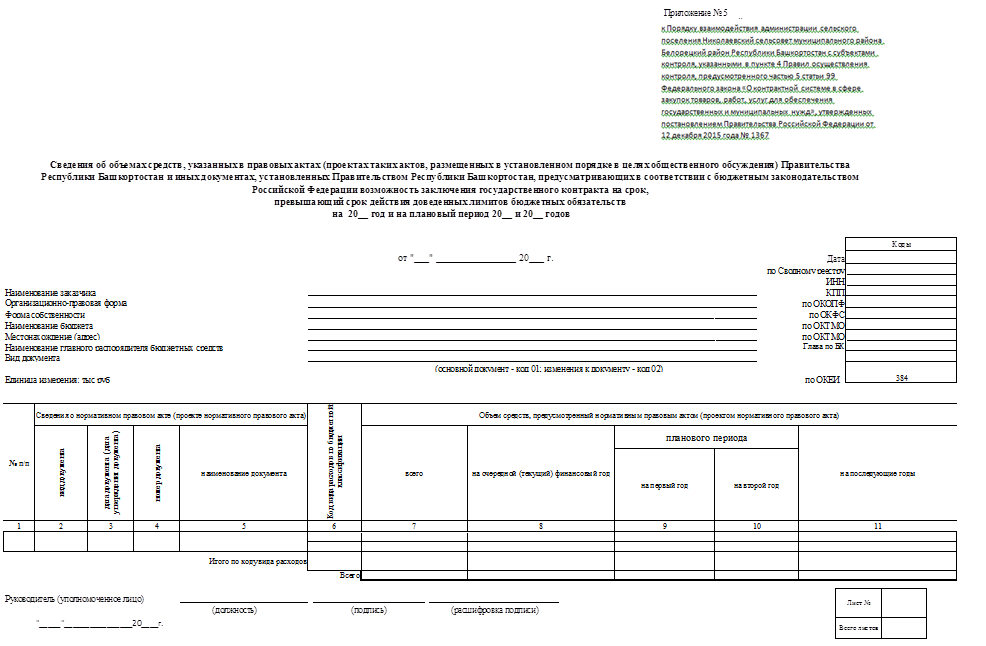 Приложение № 5
к Порядку взаимодействия администрации сельского
поселения Николаевский сельсовет муниципального района
Белорецкий район Республики Башкортостан с субъектами
контроля, указанными в пункте 4 Правил осуществления
контроля, предусмотренного частью 5 статьи 99
Федерального закона «О контрактной системе в сфере
закупок товаров, работ, услуг для обеспечения
государственных и муниципальных нужд», утвержденных
постановлением Правительства Российской Федерации от
12 декабря 2015 года № 1367
Сведения об объемах средств, указанных в правовых актах (проектах таких актов, размещенных в установленном порядке в целях общественного обсуждения) Правительства
Республики Башкортостан и иных документах, установленных Правительством Республики Башкортостан, предусматривающих в соответствии с бюджетным законодательством
Российской Федерации возможность заключения государственного контракта на срок,
превышающий срок действия доведенных лимитов бюджетных обязательств
на 20__ год и на плановый период 20__ и 20__ годов
Коды
от "___" _________________ 20___ г.
Дата
по Сводному реестру
ИНН
Наименование заказчика КПП
Организационно-правовая форма по ОКОПФ
Форма собственности по ОКФС
Наименование бюджета по ОКТМО
Местонахождение (адрес) по ОКТМО
Наименование главного распорядителя бюджетных средств Глава по БК
Вид документа
(основной документ - код 01; изменения к документу - код 02)
Единица измерения: тыс руб по ОКЕИ 384
№ п/п
Сведения о нормативном правовом акте (проекте нормативного правового акта)
Код вида расходов по бюджетной классификации
Объем средств, предусмотренный нормативным правовым актом (проектом нормативного правового акта)
вид документа
дата документа (дата утверждения документа)
номер документа
наименование документа
всего
на очередной (текущий) финансовый год
планового периода
на первый год
на второй год
на последующие годы
1 2 3 4 5 6 7 8 9 10 11
Итого по коду вида расходов
Всего
Руководитель (уполномоченное лицо)
(должность) (подпись) (расшифровка подписи)
"_____"________________20____г.
Лист №
Всего листов